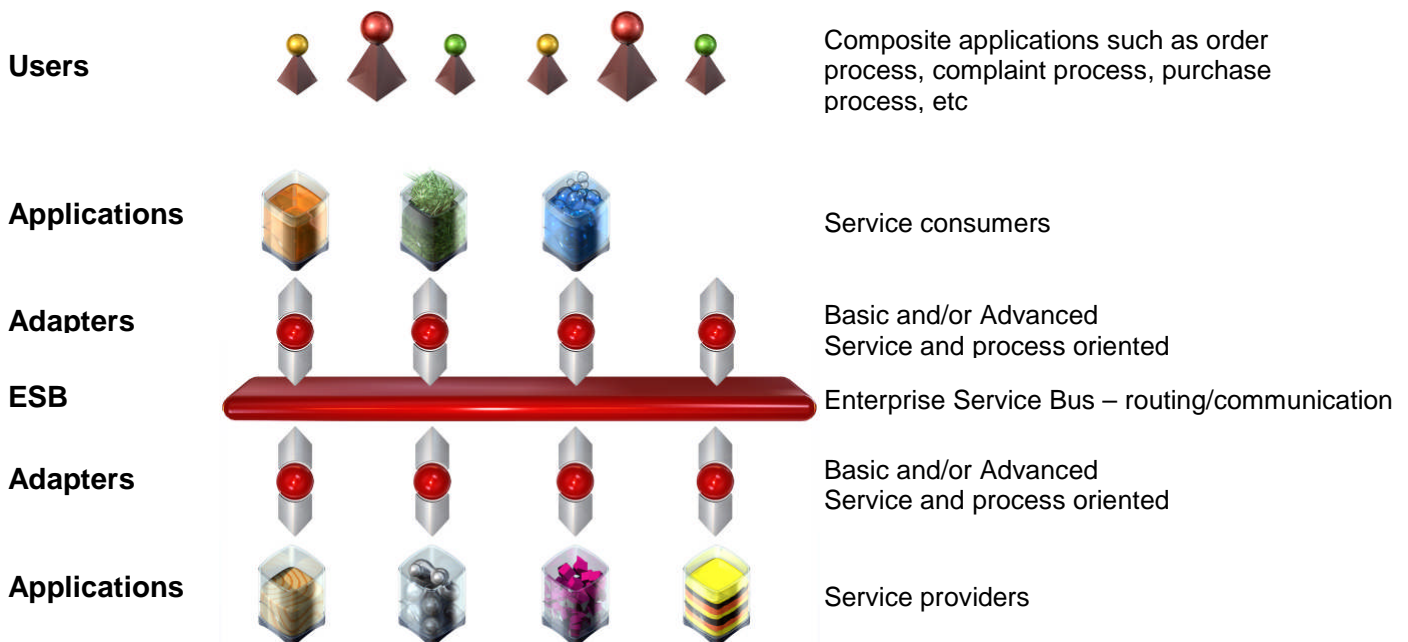 Users
Composite applications such as order
process, complaint process, purchase
process, etc
Applications
Service consumers
Adapters
Basic and/or Advanced
Service and process oriented
ESB
Enterprise Service Bus – routing/communication
Adapters
Basic and/or Advanced
Service and process oriented
Applications
Service providers